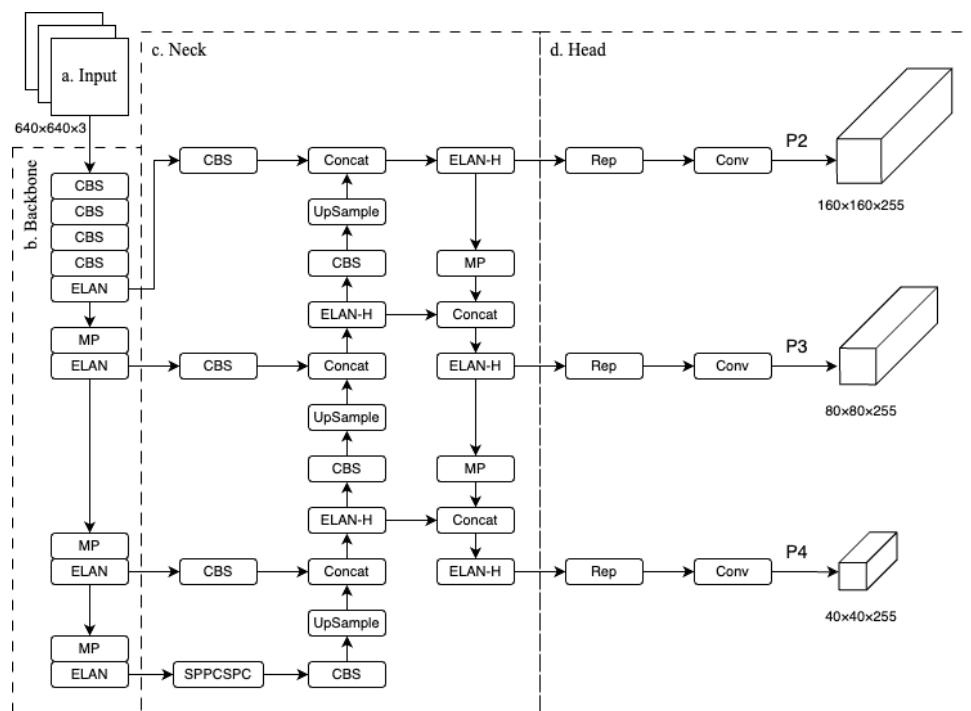 a. Input
640×640×3
b. Backbone
CBS
CBS
CBS
CBS
ELAN
MP
ELAN
MP
ELAN
MP
ELAN
c. Neck
CBS
Concat
ELAN-H
UpSample
CBS
MP
ELAN-H
Concat
CBS
Concat
ELAN-H
UpSample
CBS
MP
ELAN-H
Concat
CBS
Concat
ELAN-H
UpSample
SPPCSPC
CBS
d. Head
Rep
Conv
P2
160×160×255
Rep
Conv
P3
80×80×255
Rep
Conv
P4
40×40×255